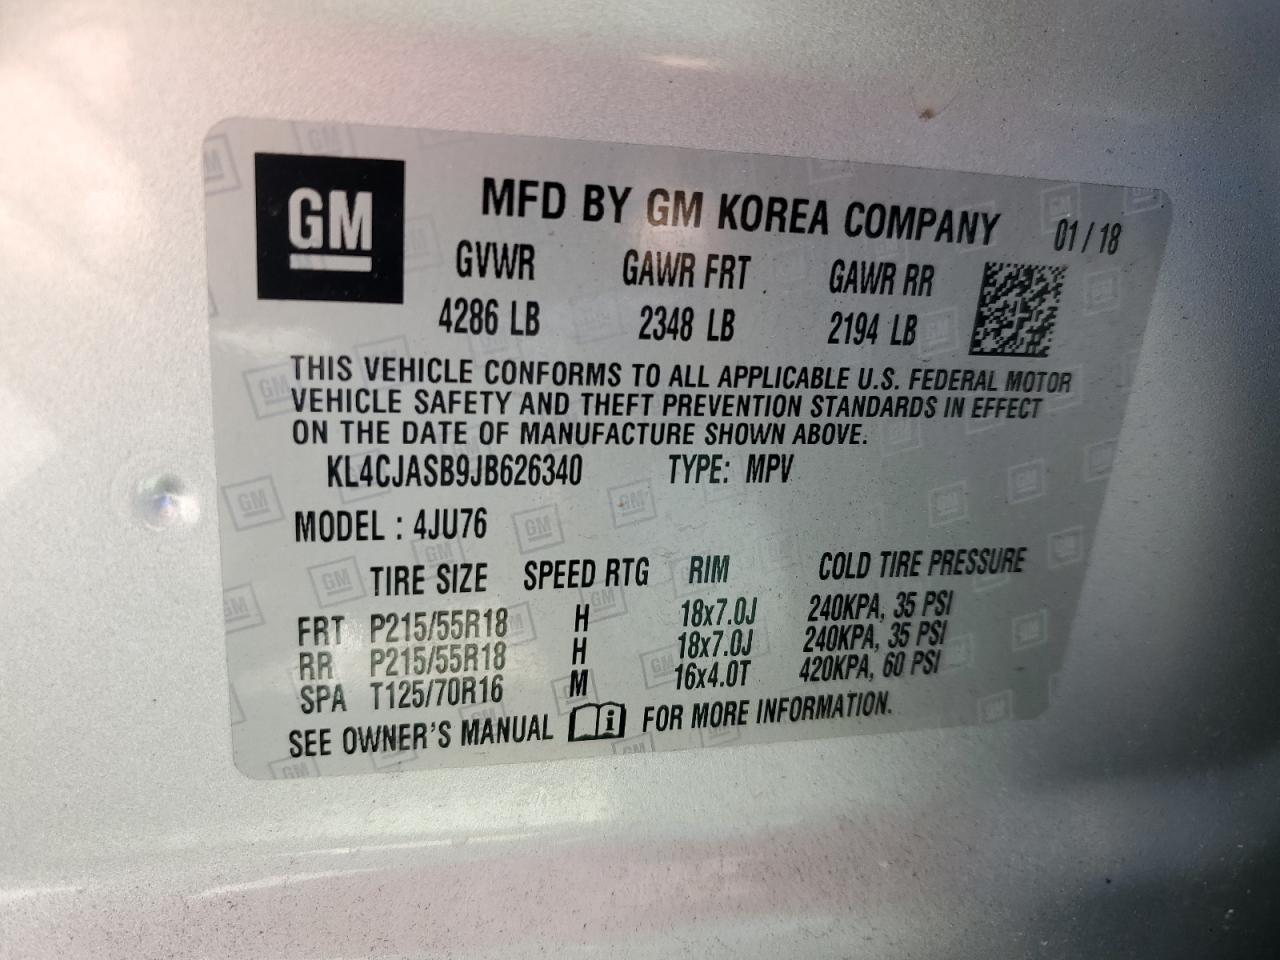 GM
MFD BY GM KOREA COMPANY 01/18
GVWR GAWR FRT GAWR RR
4286 LB 2348 LB 2194 LB
THIS VEHICLE CONFORMS TO ALL APPLICABLE U.S. FEDERAL MOTOR
VEHICLE SAFETY AND THEFT PREVENTION STANDARDS IN EFFECT
ON THE DATE OF MANUFACTURE SHOWN ABOVE.
KL4CJASB9JB626340 TYPE: MPV
MODEL : 4JU76
TIRE SIZE SPEED RTG RIM COLD TIRE PRESSURE
FRT P215/55R18 H 18x7.0J 240KPA, 35 PSI
RR P215/55R18 H 18x7.0J 240KPA, 35 PSI
SPA T125/70R16 M 16x4.0T 420KPA, 60 PSI
SEE OWNER'S MANUAL i FOR MORE INFORMATION.